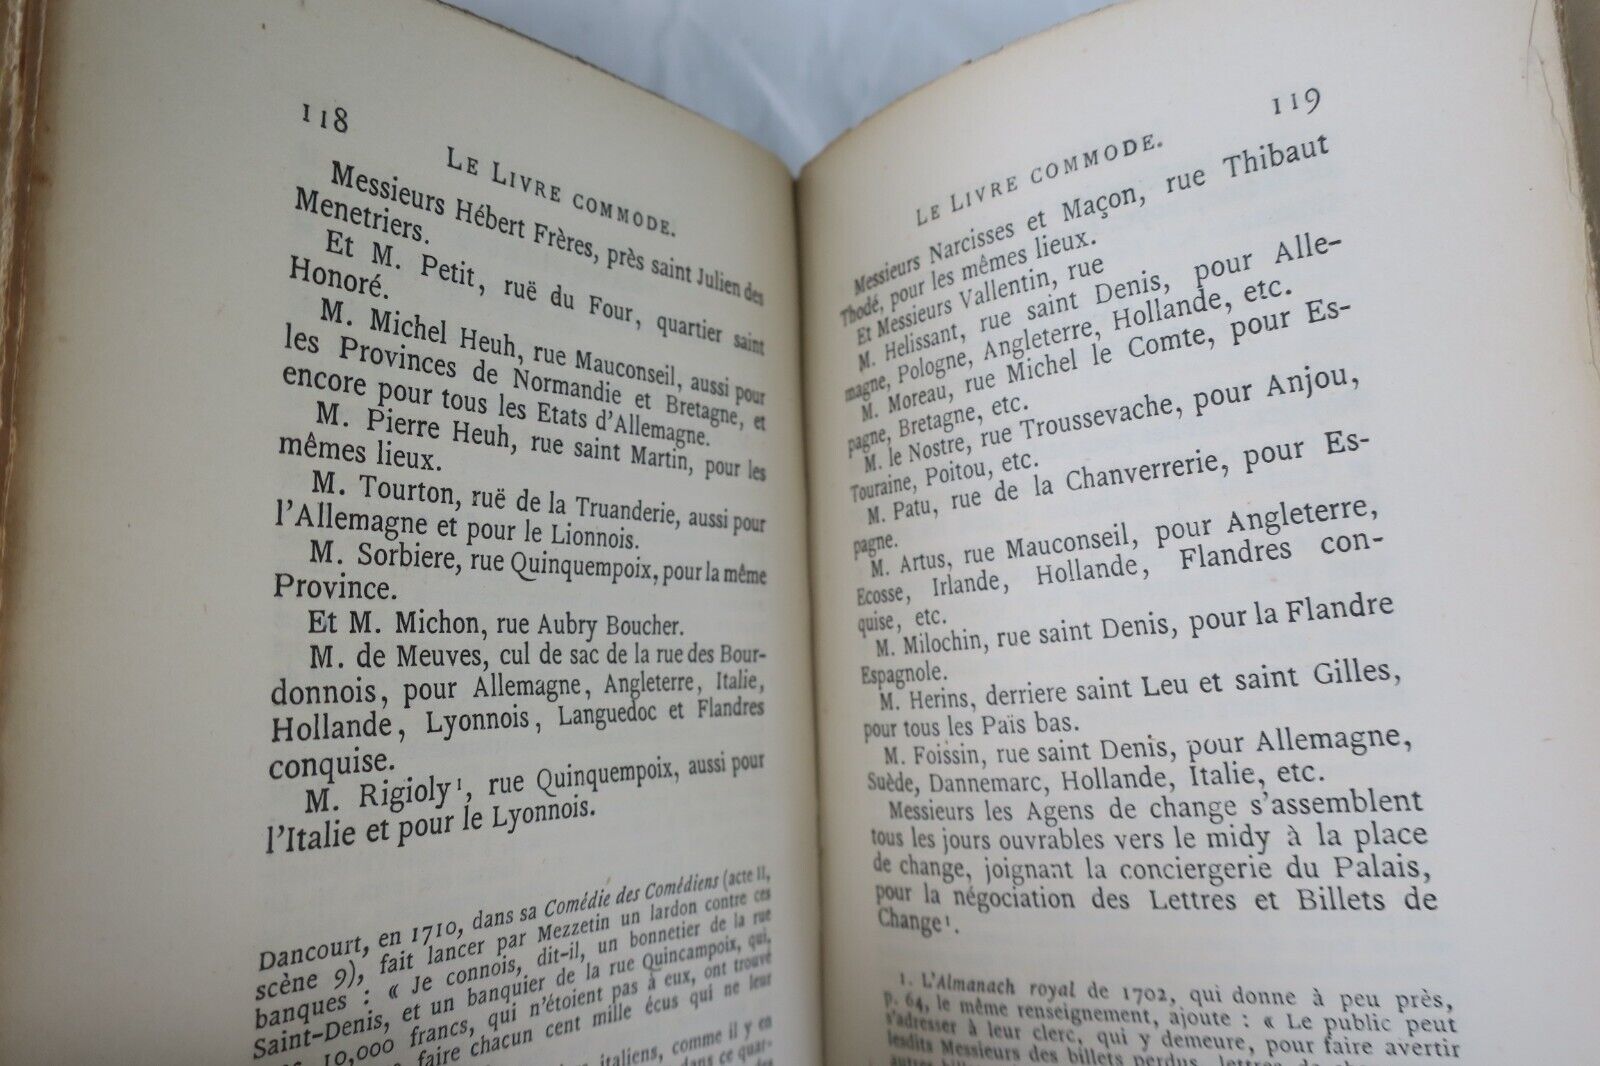 118
LE LIVRE COMMODE.
Messieurs Hébert Frères, près saint Julien des
Menetriers.
Et M. Petit, ruë du Four, quartier saint
Honoré.
M. Michel Heuh, rue Mauconseil, aussi pour
les Provinces de Normandie et Bretagne, et
encore pour tous les Etats d'Allemagne.
M. Pierre Heuh, rue saint Martin, pour les
mêmes lieux.
M. Tourton, ruë de la Truanderie, aussi pour
l'Allemagne et pour le Lionnois.
M. Sorbiere, rue Quinquempoix, pour la même
Province.
Et M. Michon, rue Aubry Boucher.
M. de Meuves, cul de sac de la rue des Bour-
donnois, pour Allemagne, Angleterre, Italie,
Hollande, Lyonnois, Languedoc et Flandres
conquise.
M. Rigioly¹, rue Quinquempoix, aussi pour
l'Italie et pour le Lyonnois.
Dancourt, en 1710, dans sa Comédie des Comédiens (acte II,
scène 9), fait lancer par Mezzetin un lardon contre ces
banques : « Je connois, dit-il, un bonnetier de la rue
Saint-Denis, et un banquier de la rue Quincampoix, qui,
10,000 francs, qui n'étoient pas à eux, ont trouvé
faire chacun cent mille écus qui ne leur
italiens, comme il y en
dans ce quar-
119
LE LIVRE COMMODE.
Messieurs Narcisses et Maçon, rue Thibaut
Thodé, pour les mêmes lieux.
Et Messieurs Vallentin, rue
M. Helissant, rue saint Denis, pour Alle-
magne, Pologne, Angleterre, Hollande, etc.
M. Moreau, rue Michel le Comte, pour Es-
pagne, Bretagne, etc.
M. le Nostre, rue Troussevache, pour Anjou,
Touraine, Poitou, etc.
M. Patu, rue de la Chanverrerie, pour Es-
pagne.
M. Artus, rue Mauconseil, pour Angleterre,
Ecosse, Irlande, Hollande, Flandres con-
quise, etc.
M. Milochin, rue saint Denis, pour la Flandre
Espagnole.
M. Herins, derriere saint Leu et saint Gilles,
pour tous les Païs bas.
M. Foissin, rue saint Denis, pour Allemagne,
Suède, Dannemarc, Hollande, Italie, etc.
Messieurs les Agens de change s'assemblent
tous les jours ouvrables vers le midy à la place
de change, joignant la conciergerie du Palais,
pour la négociation des Lettres et Billets de
Change¹.
1. L'Almanach royal de 1702, qui donne à peu près,
p. 64, le même renseignement, ajoute : « Le public peut
s'adresser à leur clerc, qui y demeure, pour faire avertir
lesdits Messieurs des billets perdus, lettres de